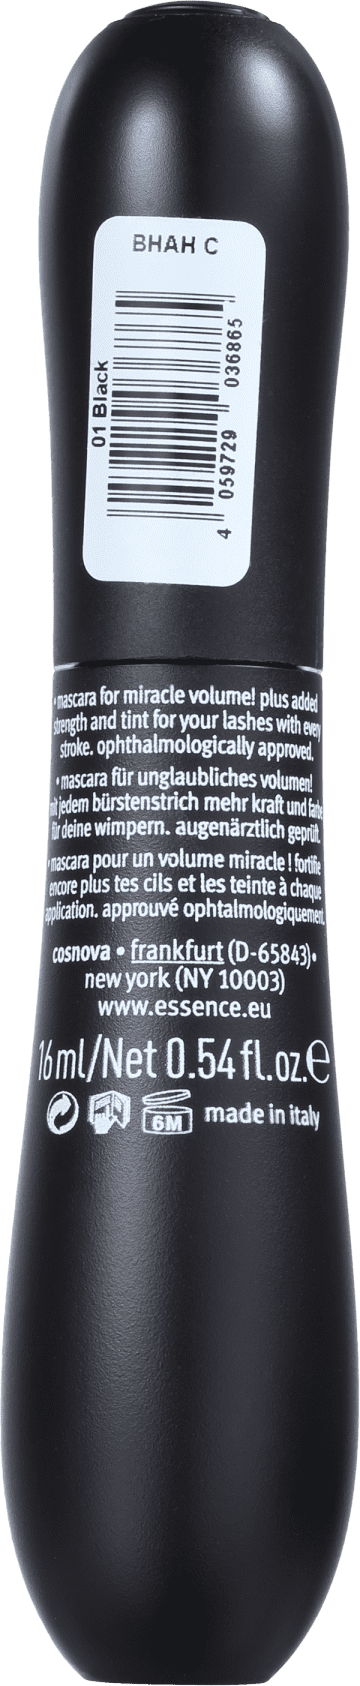 BHAH C
01 Black
4 059729 036865
• mascara for miracle volume! plus added
strength and tint for your lashes with every
stroke. ophthalmologically approved.
• mascara für unglaubliches volumen!
mit jedem bürstenstrich mehr kraft und farbe
für deine wimpern. augenärztlich geprüft.
• mascara pour un volume miracle ! fortifie
encore plus tes cils et les teinte à chaque
application. approuvé ophtalmologiquement.
cosnova • frankfurt (D-65843) •
new york (NY 10003)
www.essence.eu
16 ml/Net 0.54 fl.oz.℮
6M made in italy